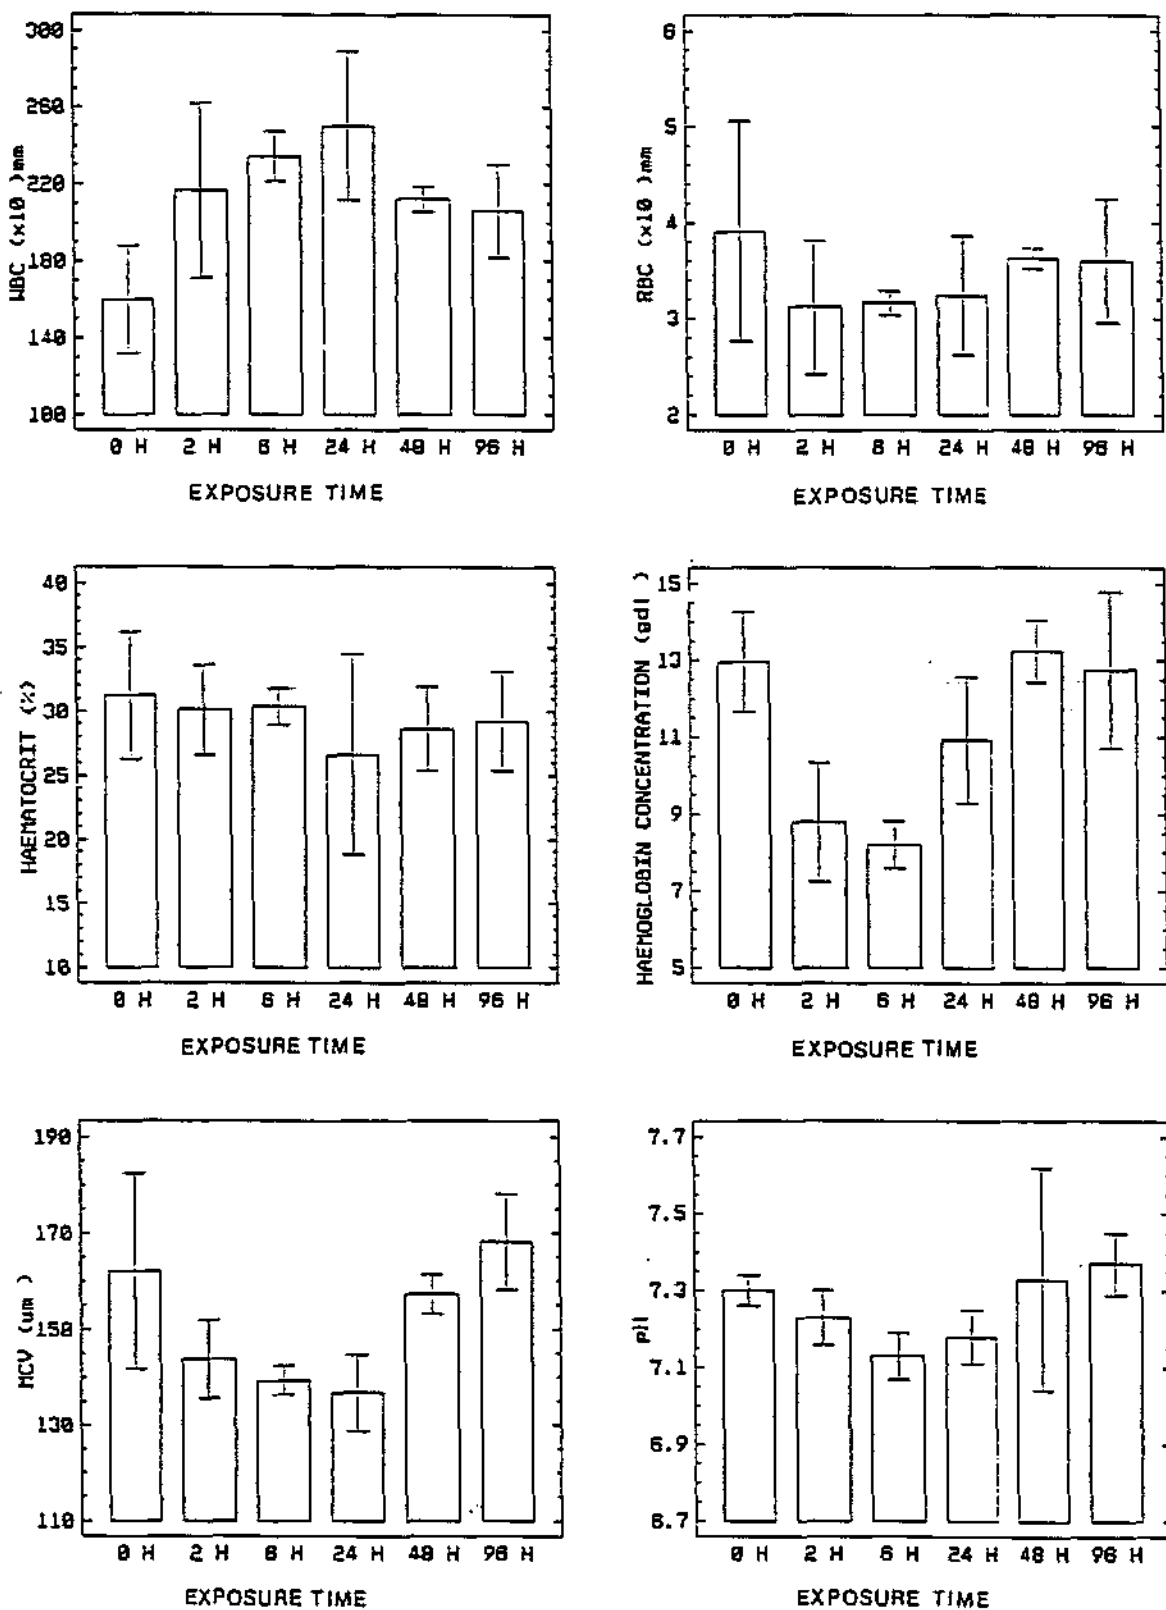 300
260
220
180
140
100
WBC (x10 )mm
0 H 2 H 6 H 24 H 48 H 96 H
EXPOSURE TIME
6
5
4
3
2
RBC (x10 )mm
0 H 2 H 6 H 24 H 48 H 96 H
EXPOSURE TIME
40
35
30
25
20
15
10
HAEMATOCRIT (%)
0 H 2 H 6 H 24 H 48 H 96 H
EXPOSURE TIME
15
13
11
9
7
5
HAEMOGLOBIN CONCENTRATION (gdl )
0 H 2 H 6 H 24 H 48 H 96 H
EXPOSURE TIME
190
170
150
130
110
MCV (um )
0 H 2 H 6 H 24 H 48 H 96 H
EXPOSURE TIME
7.7
7.5
7.3
7.1
6.9
6.7
pH
0 H 2 H 6 H 24 H 48 H 96 H
EXPOSURE TIME